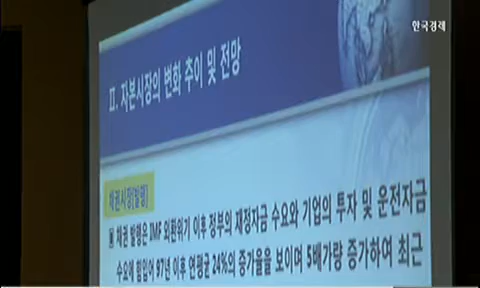 한국경제
Ⅱ. 자본시장의 변화 추이 및 전망
채권시장[발행]
▣ 채권 발행은 IMF 외환위기 이후 정부의 재정자금 수요와 기업의 투자 및 운전자금
수요에 힘입어 97년 이후 연평균 24%의 증가율을 보이며 5배가량 증가하여 최근